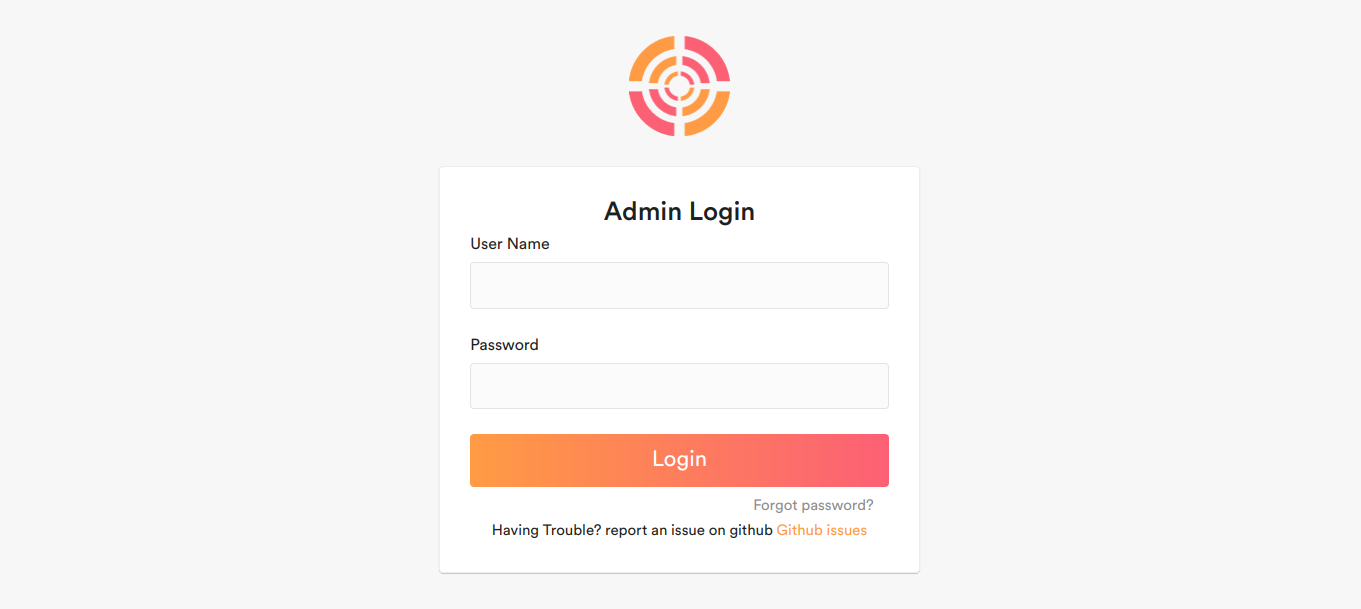 Admin Login
User Name
Password
Login
Forgot password?
Having Trouble? report an issue on github Github issues